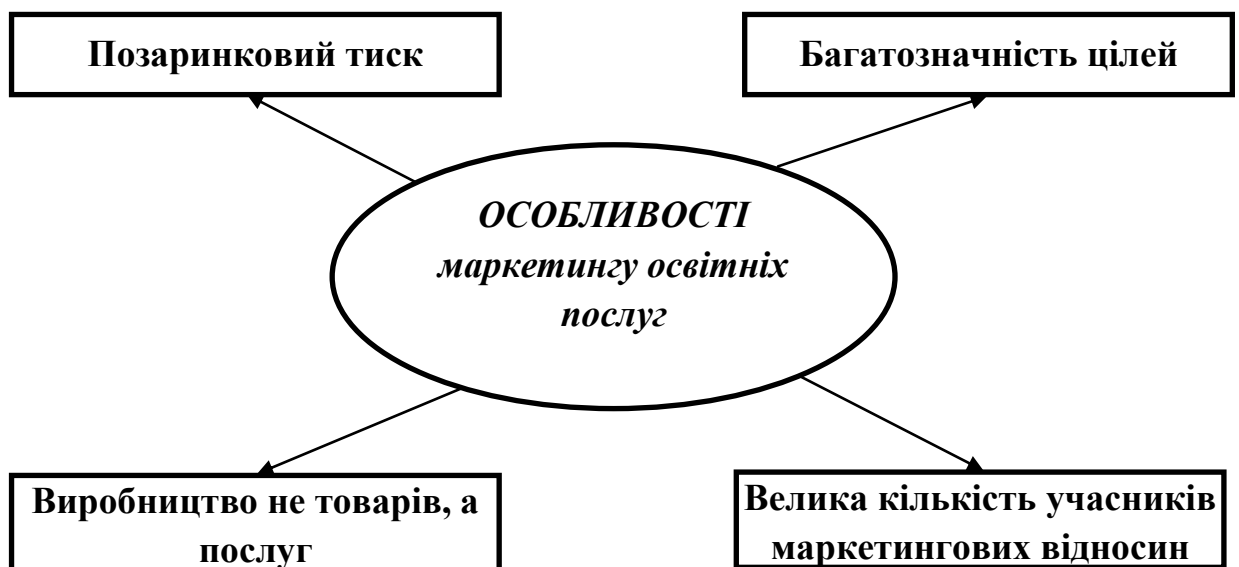 Позаринковий тиск
Багатозначність цілей
ОСОБЛИВОСТІ
маркетингу освітніх
послуг
Виробництво не товарів, а
послуг
Велика кількість учасників
маркетингових відносин